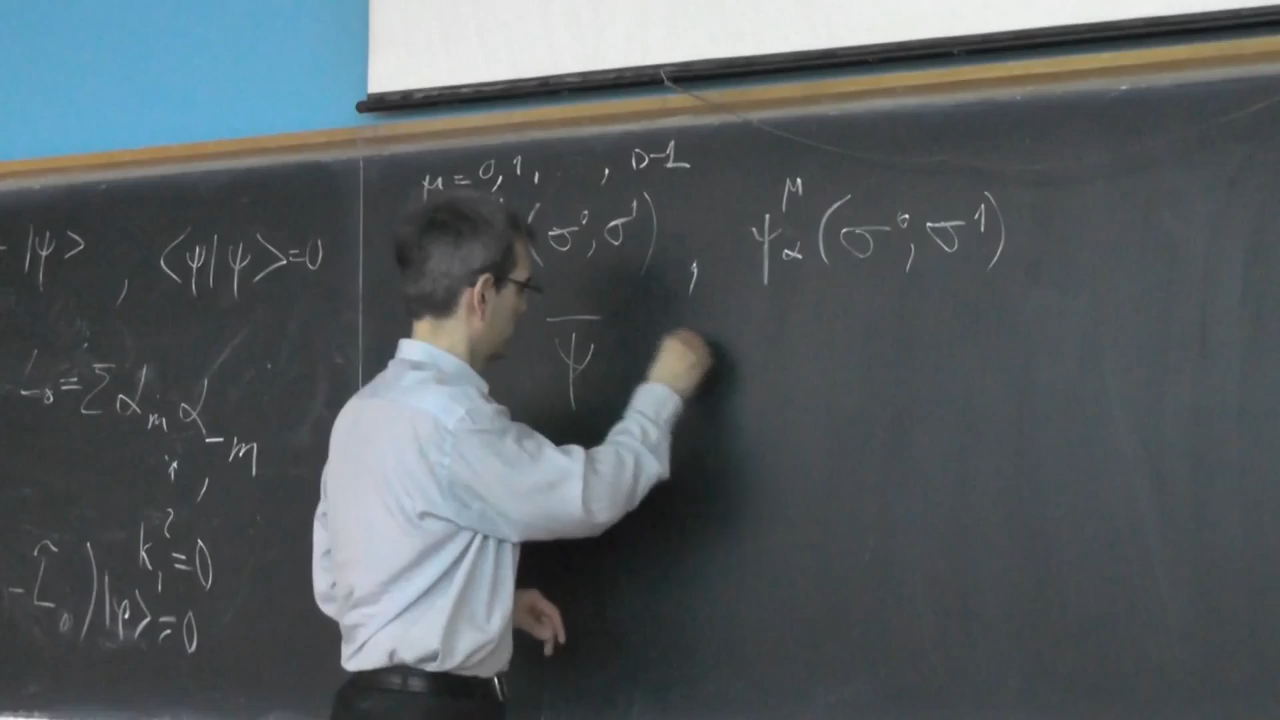 |ψ> , <ψ|ψ>=0
L₀=Σ α_m α_-m ,
k²=0
-L̃₀)|φ>=0
μ=0,1,..., D-1
(σ⁰,σ¹) , ψ^μ_α(σ⁰,σ¹)
ψ̅